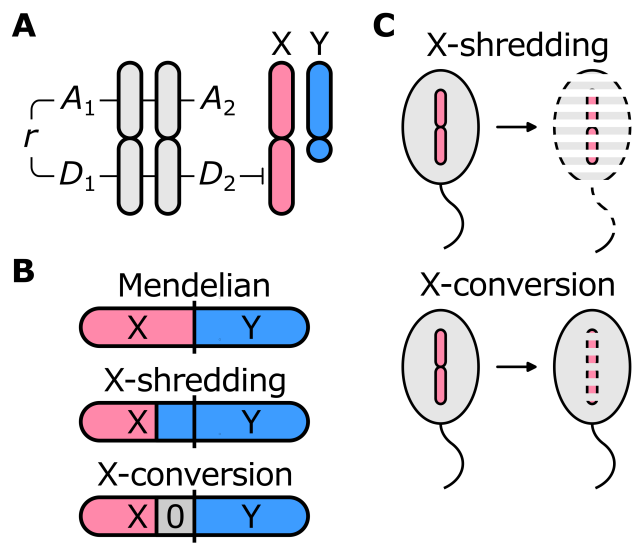 A
X Y
A₁ A₂
r
D₁ D₂
B
Mendelian
X Y
X-shredding
X Y
X-conversion
X 0 Y
C
X-shredding
X-conversion